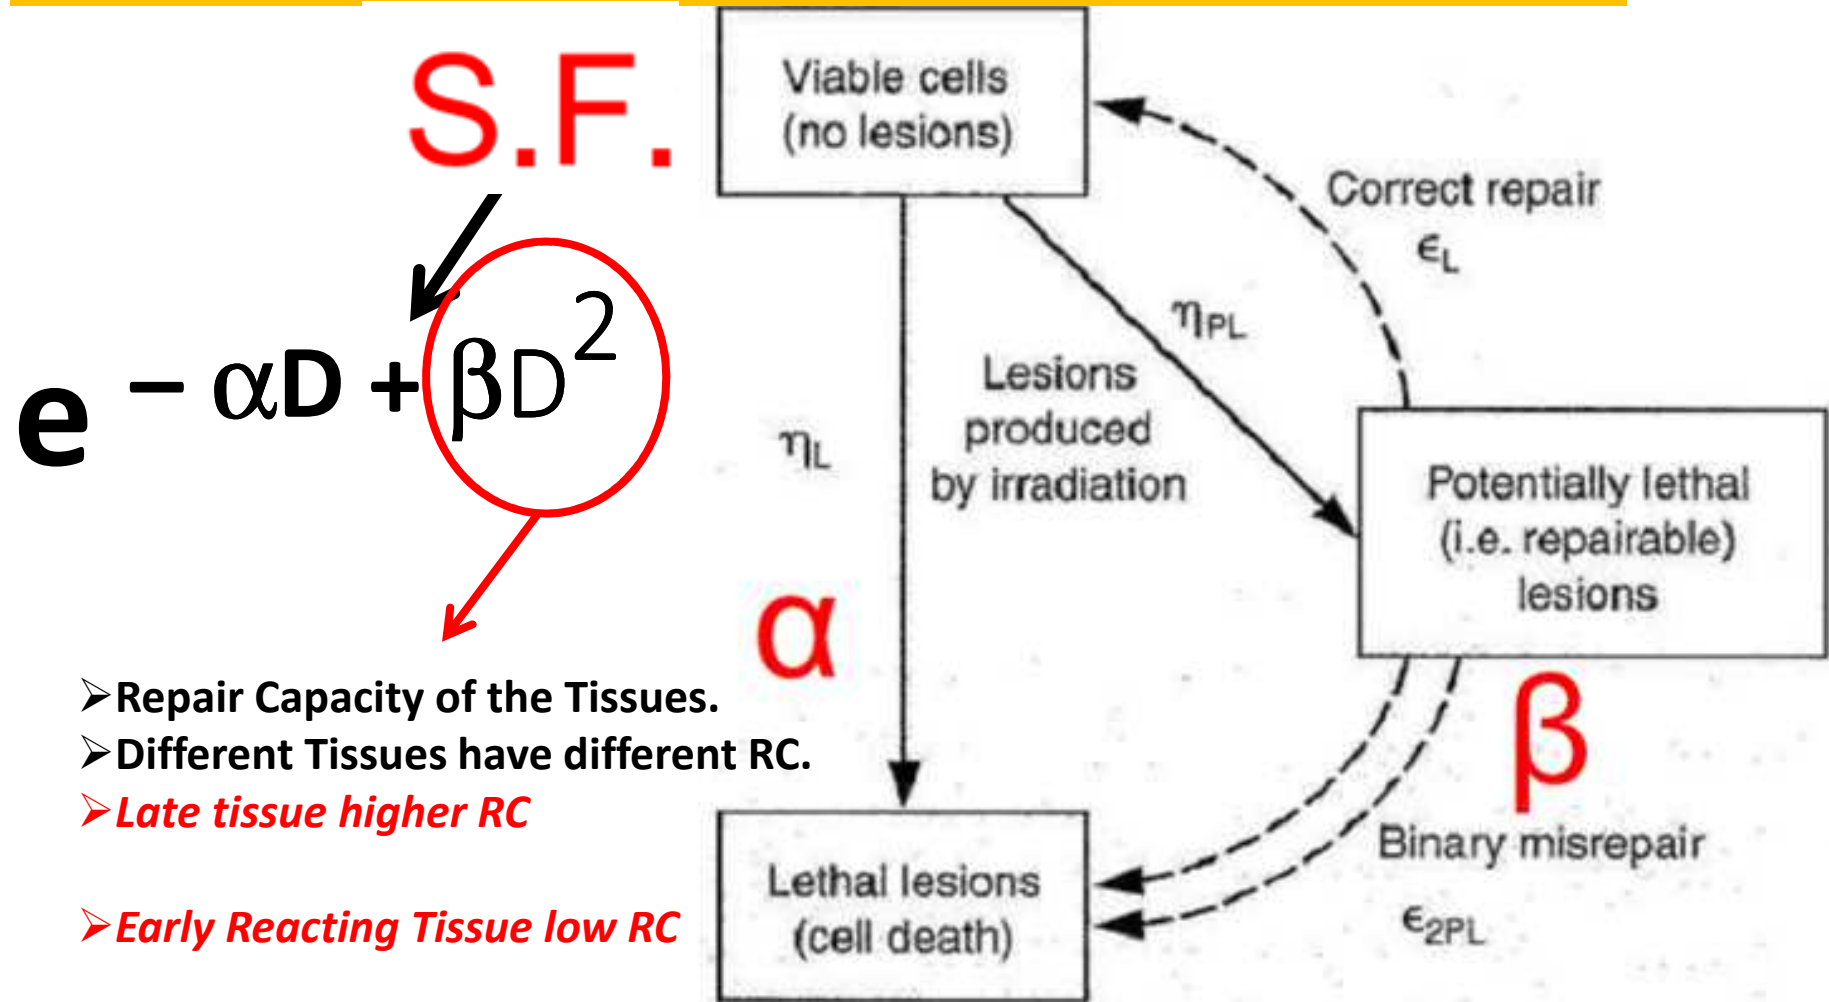 S.F.
e – αD + βD²
➢Repair Capacity of the Tissues.
➢Different Tissues have different RC.
➢Late tissue higher RC
➢Early Reacting Tissue low RC
Viable cells
(no lesions)
Correct repair
ϵL
ηPL
Lesions
produced
by irradiation
ηL
Potentially lethal
(i.e. repairable)
lesions
α
β
Binary misrepair
ϵ2PL
Lethal lesions
(cell death)